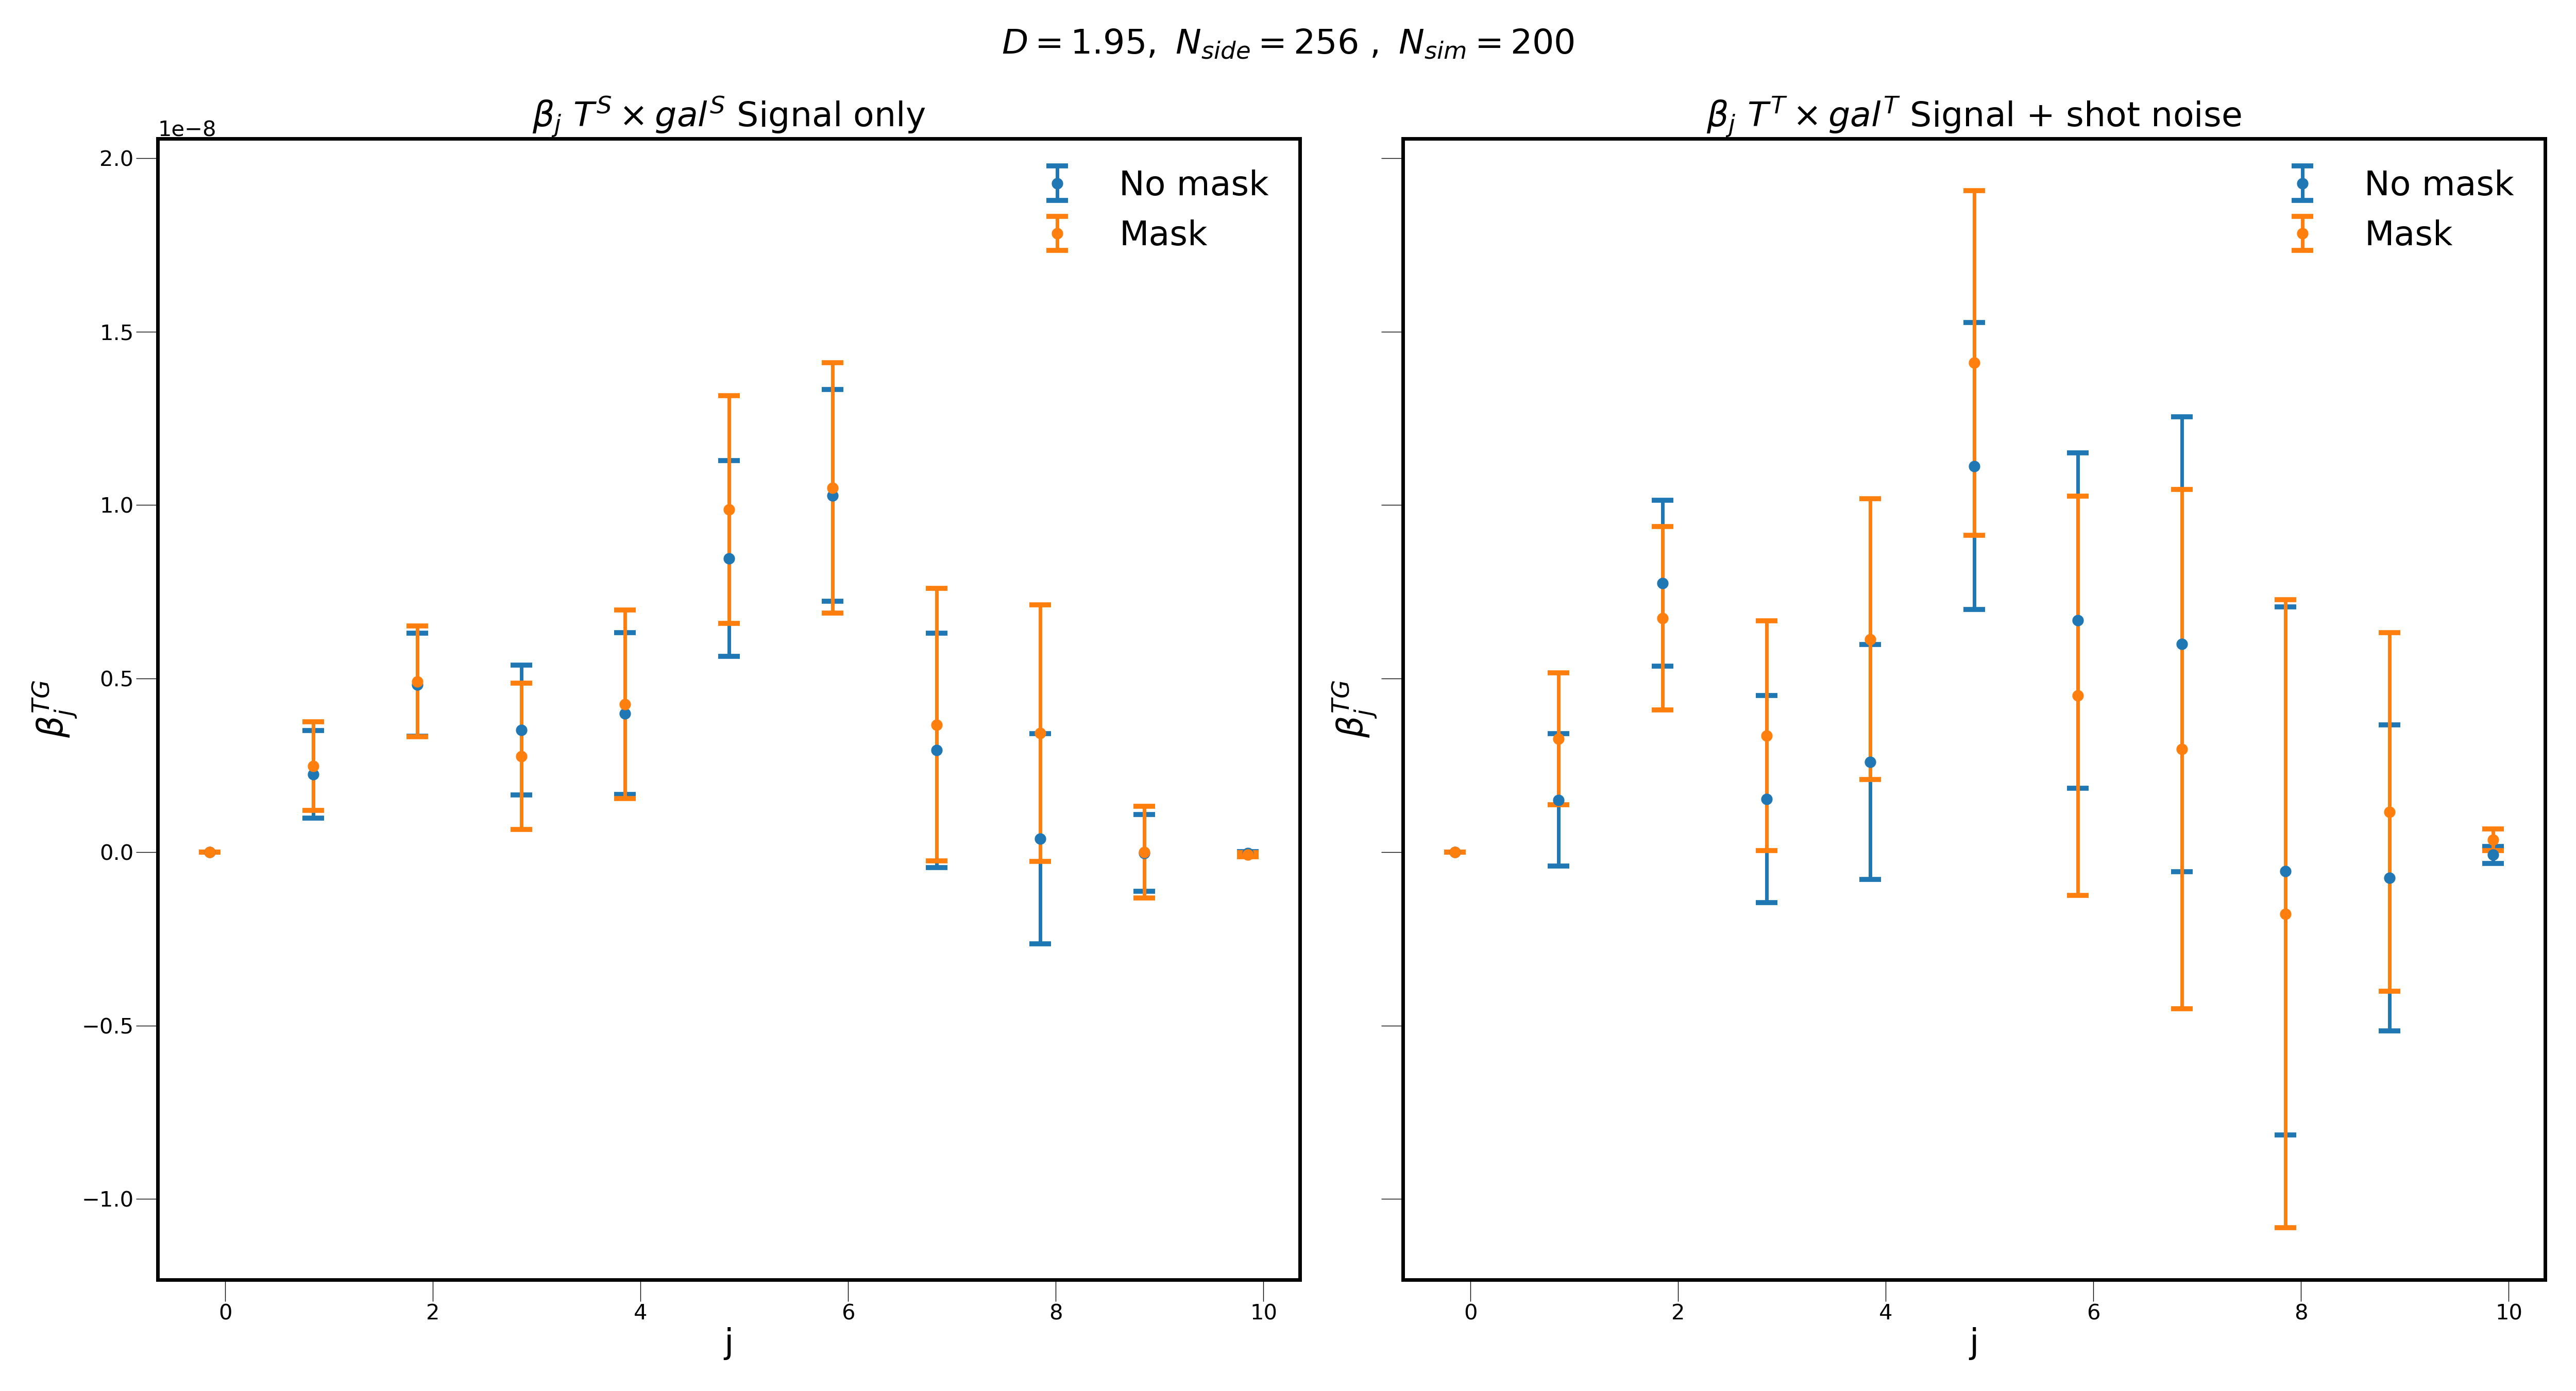 D = 1.95, N_side = 256 , N_sim = 200
β_j T^S × gal^S Signal only
1e−8
No mask
Mask
2.0
1.5
1.0
0.5
0.0
−0.5
−1.0
β_j^TG
0 2 4 6 8 10
j
β_j T^T × gal^T Signal + shot noise
No mask
Mask
β_j^TG
0 2 4 6 8 10
j